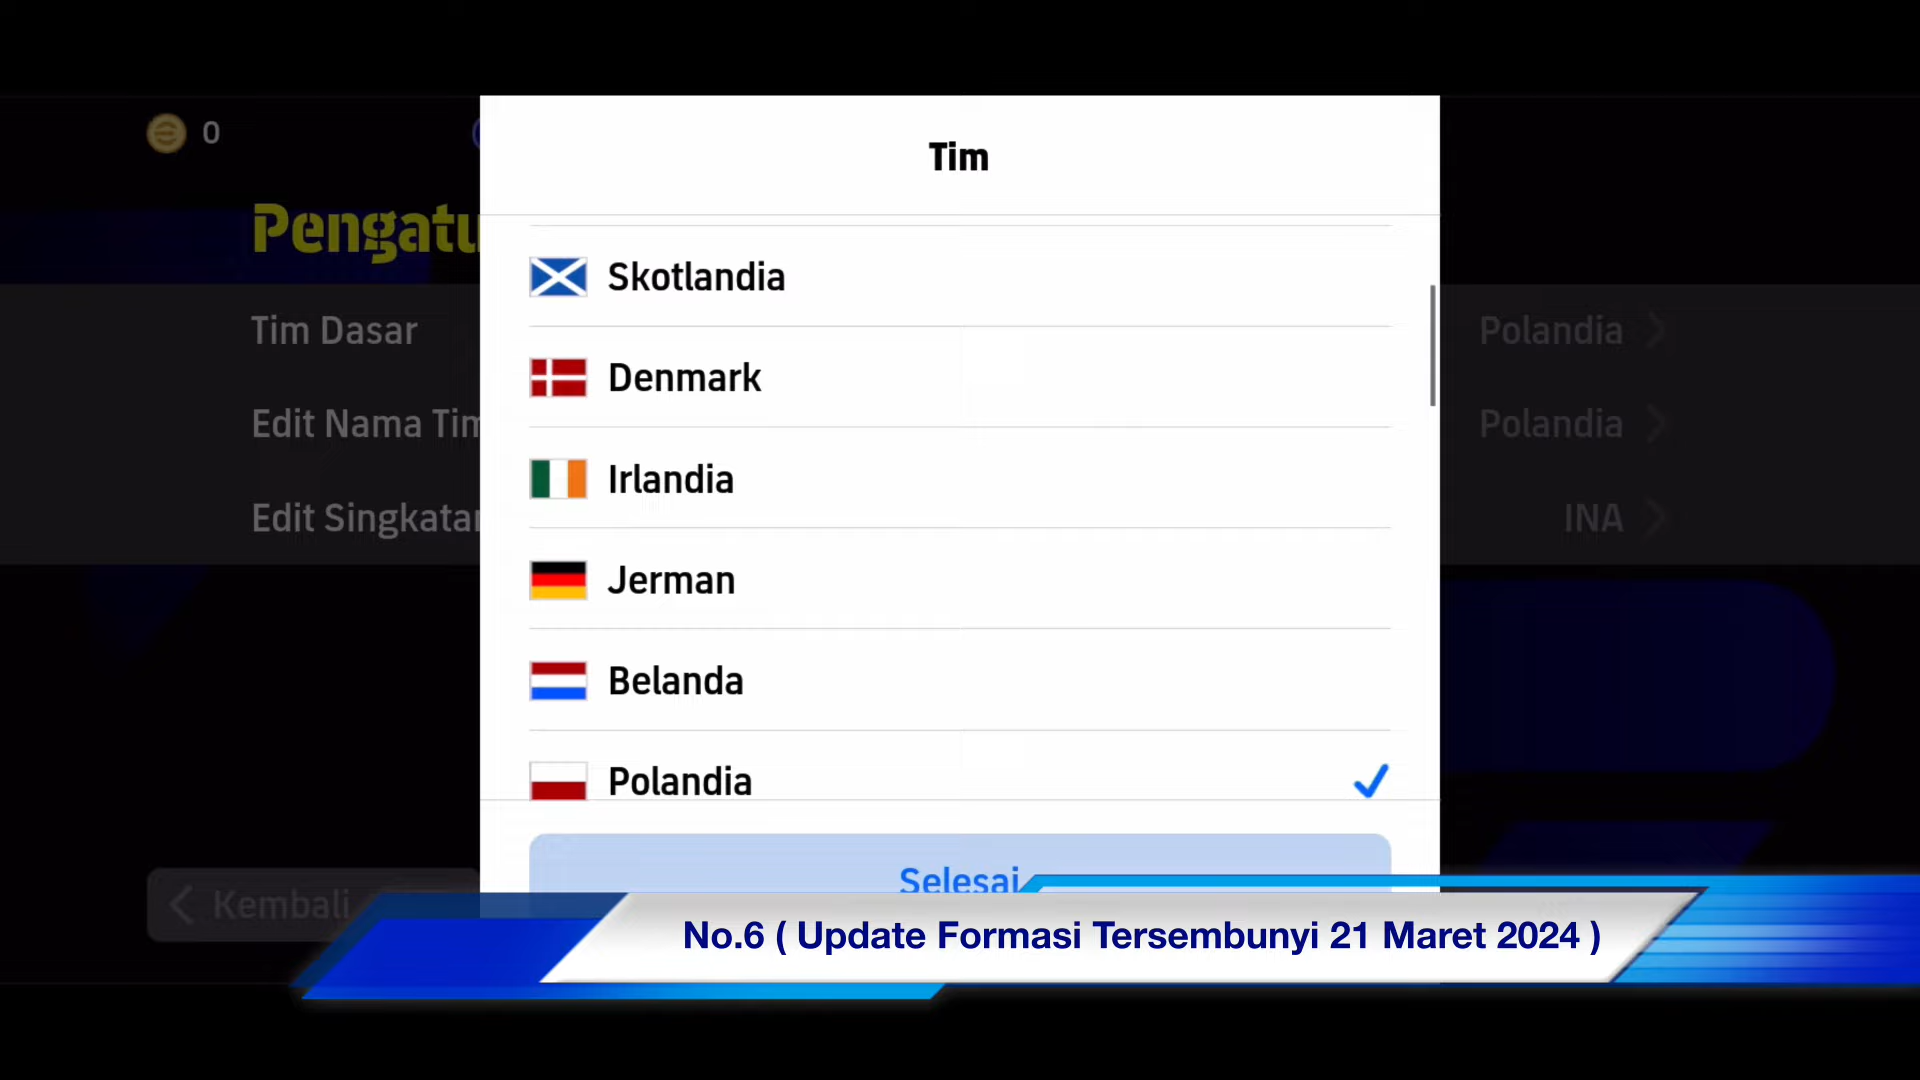 0
Tim
Pengatu
Skotlandia
Tim Dasar
Polandia
Denmark
Edit Nama Tim
Polandia
Irlandia
Edit Singkatan
INA
Jerman
Belanda
Polandia
Selesai
Kembali
No.6 ( Update Formasi Tersembunyi 21 Maret 2024 )